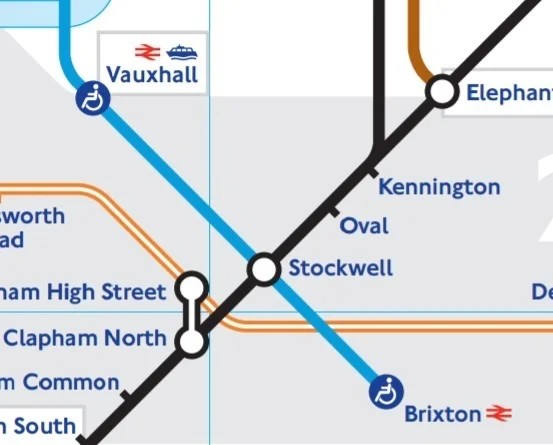 Vauxhall
Elephant
Kennington
sworth
ad
Oval
Stockwell
ham High Street
De
Clapham North
m Common
Brixton
n South